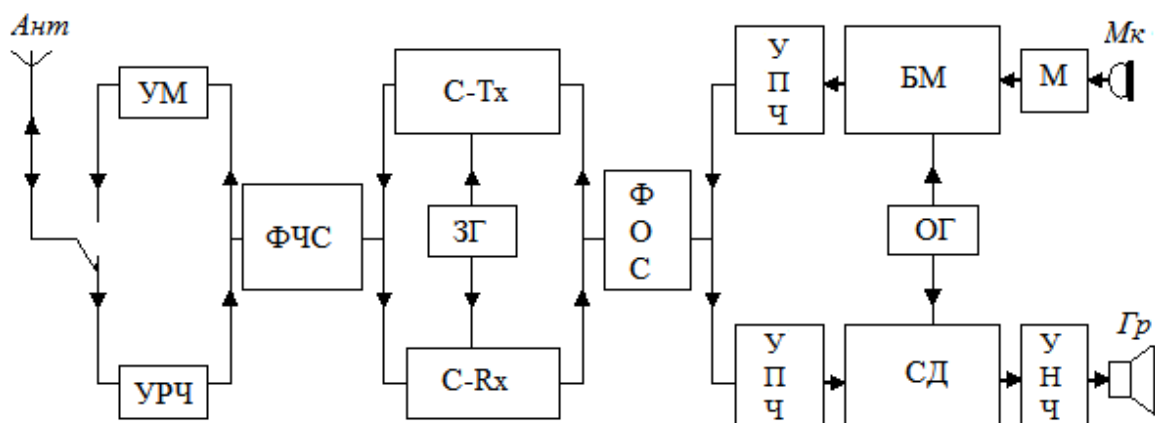 Ант
УМ
УРЧ
ФЧС
С-Тх
ЗГ
С-Rx
Ф
О
С
У
П
Ч
БМ
М
Мк
ОГ
У
П
Ч
СД
У
Н
Ч
Гр